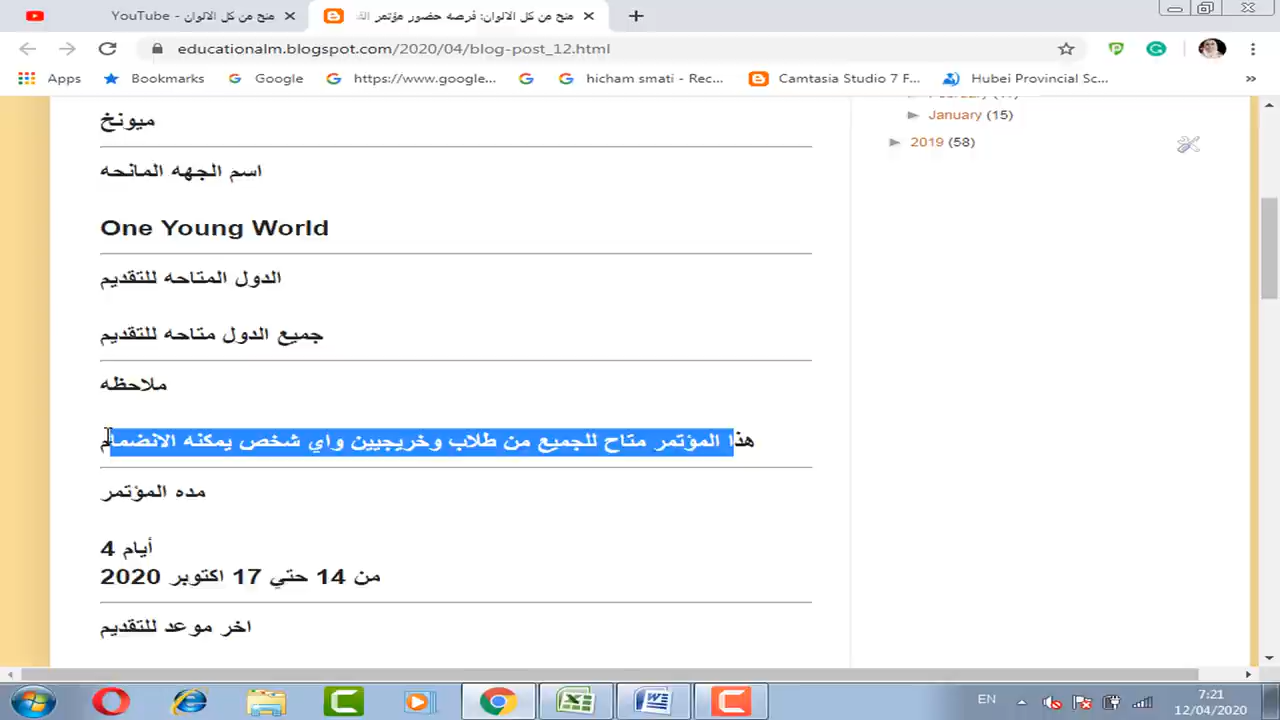 منح من كل الالوان - YouTube
منح من كل الالوان: فرصه حضور مؤتمر
educationalm.blogspot.com/2020/04/blog-post_12.html
Apps Bookmarks Google https://www.google... hicham smati - Rec... Camtasia Studio 7 F... Hubei Provincial Sc... »
January (15)
2019 (58)
ميونخ
اسم الجهه المانحه
One Young World
الدول المتاحه للتقديم
جميع الدول متاحه للتقديم
ملاحظه
هذا المؤتمر متاح للجميع من طلاب وخريجيين واي شخص يمكنه الانضمام
مده المؤتمر
4 أيام
من 14 حتي 17 اكتوبر 2020
اخر موعد للتقديم
EN
7:21
12/04/2020